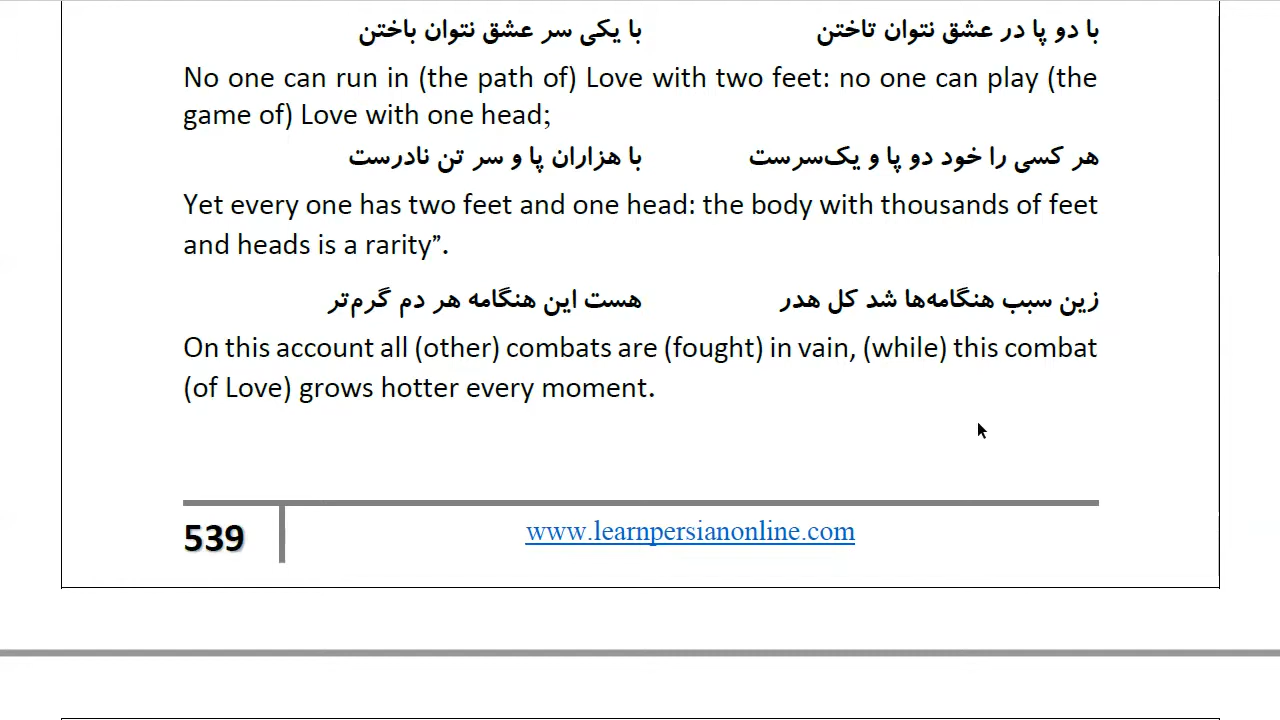 با دو پا در عشق نتوان تاختن با یکی سر عشق نتوان باختن
No one can run in (the path of) Love with two feet: no one can play (the
game of) Love with one head;
هر کسی را خود دو پا و یک‌سرست با هزاران پا و سر تن نادرست
Yet every one has two feet and one head: the body with thousands of feet
and heads is a rarity”.
زین سبب هنگامه‌ها شد کل هدر هست این هنگامه هر دم گرم‌تر
On this account all (other) combats are (fought) in vain, (while) this combat
(of Love) grows hotter every moment.
539 www.learnpersianonline.com